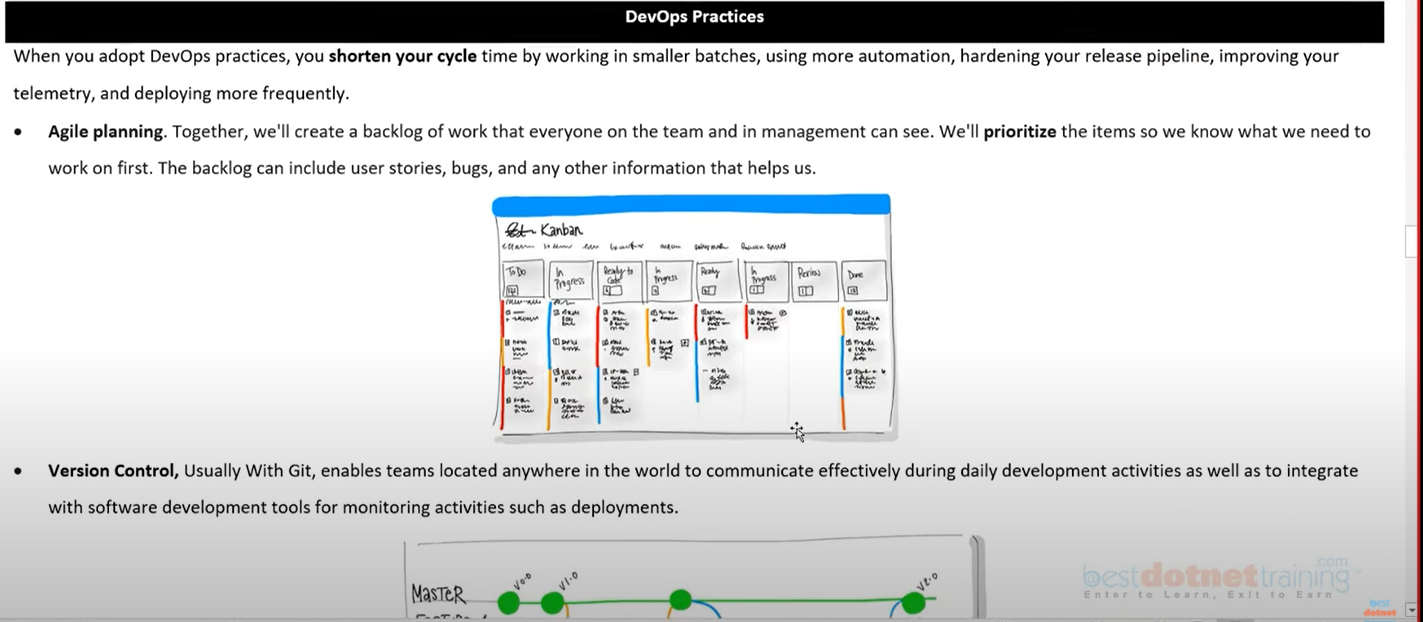 DevOps Practices
When you adopt DevOps practices, you shorten your cycle time by working in smaller batches, using more automation, hardening your release pipeline, improving your
telemetry, and deploying more frequently.
• Agile planning. Together, we'll create a backlog of work that everyone on the team and in management can see. We'll prioritize the items so we know what we need to
work on first. The backlog can include user stories, bugs, and any other information that helps us.
Kanban
To Do In Progress Ready to Code In Progress Ready In Progress Review Done
• Version Control, Usually With Git, enables teams located anywhere in the world to communicate effectively during daily development activities as well as to integrate
with software development tools for monitoring activities such as deployments.
V0.0 V1.0 V2.0
MASTER
bestdotnettraining.com
Enter to Learn, Exit to Earn
best
dotnet